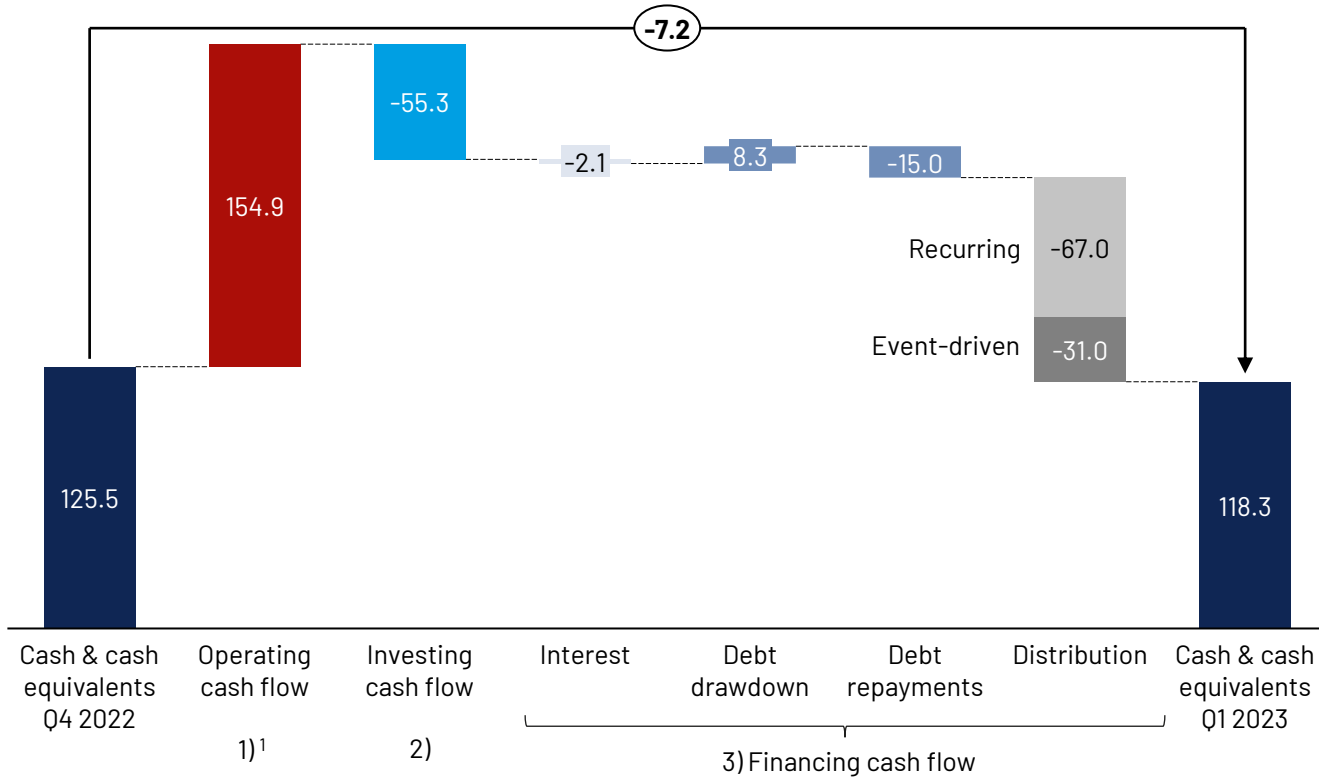 -7.2
-55.3
-2.1
8.3
-15.0
154.9
Recurring
-67.0
Event-driven
-31.0
125.5
118.3
Cash & cash
equivalents
Q4 2022
Operating
cash flow
1) ¹
Investing
cash flow
2)
Interest
Debt
drawdown
Debt
repayments
Distribution
Cash & cash
equivalents
Q1 2023
3) Financing cash flow